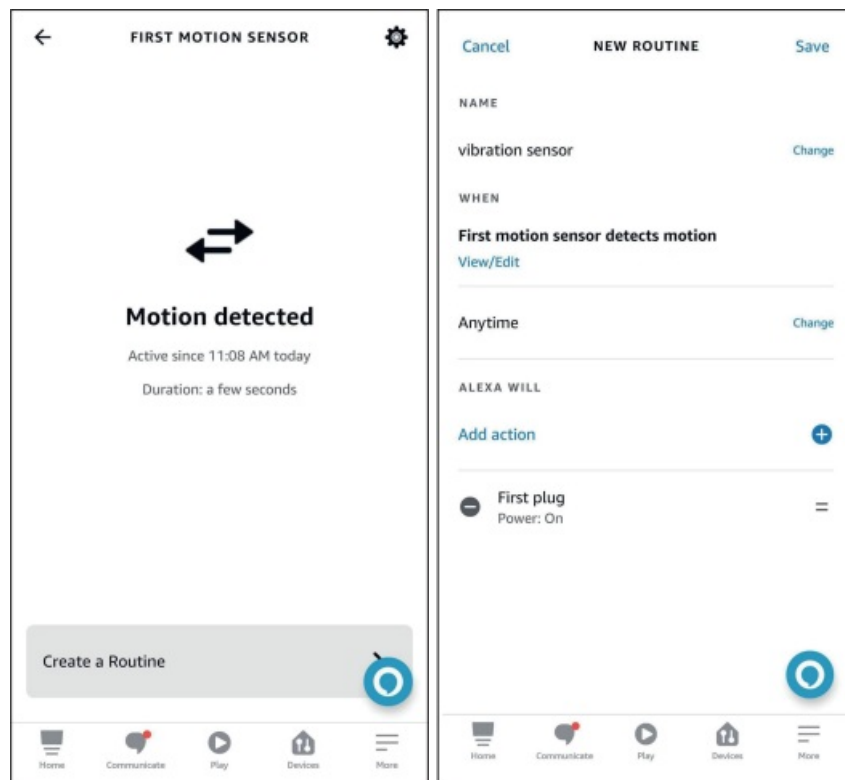 FIRST MOTION SENSOR
Motion detected
Active since 11:08 AM today
Duration: a few seconds
Create a Routine
Home Communicate Play Devices More
Cancel NEW ROUTINE Save
NAME
vibration sensor Change
WHEN
First motion sensor detects motion
View/Edit
Anytime Change
ALEXA WILL
Add action
First plug
Power: On
Home Communicate Play Devices More